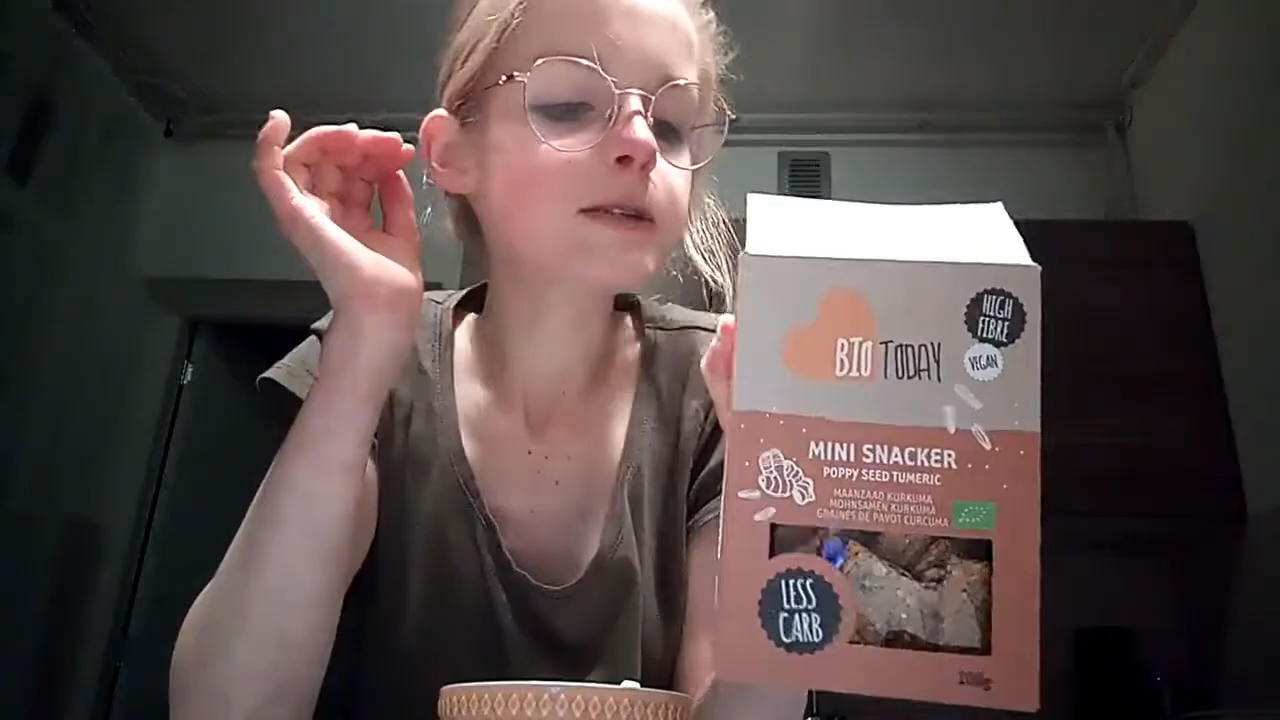 HIGH
FIBRE
VEGAN
BIO TODAY
MINI SNACKER
POPPY SEED TUMERIC
MAANZAAD KURKUMA
MOHNSAMEN KURKUMA
GRAINES DE PAVOT CURCUMA
LESS
CARB